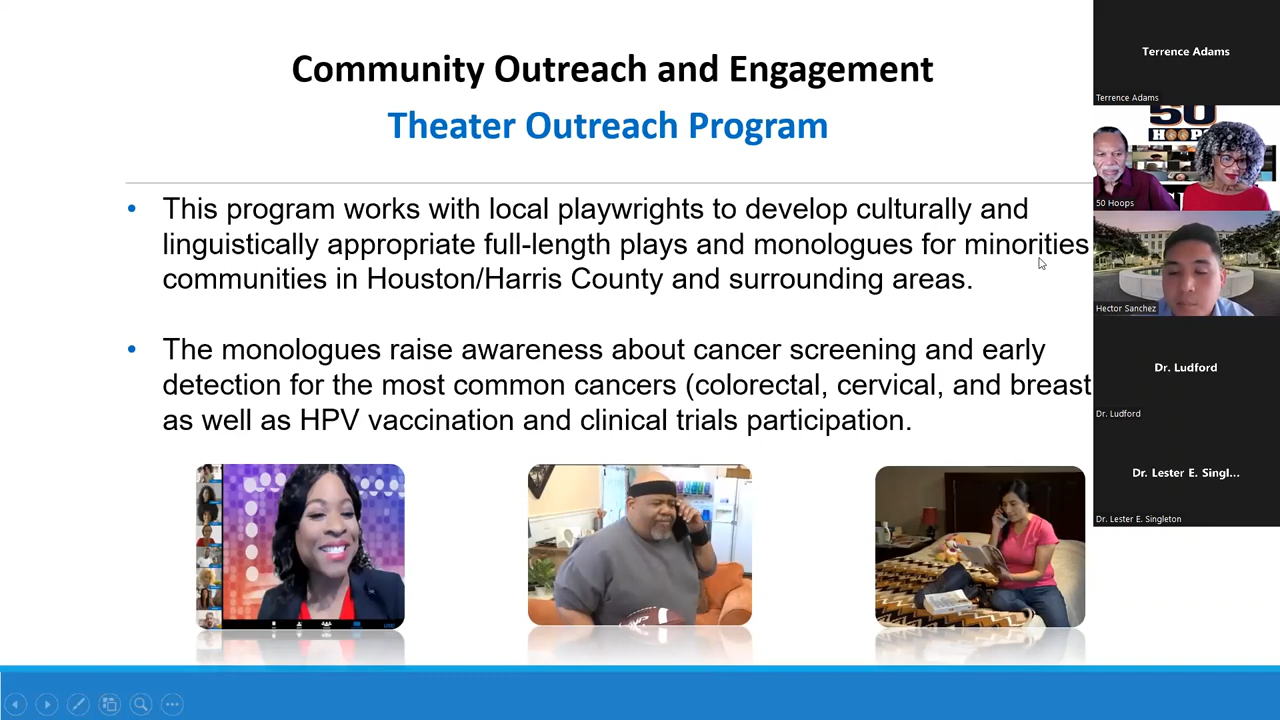 Community Outreach and Engagement
Theater Outreach Program
This program works with local playwrights to develop culturally and
linguistically appropriate full-length plays and monologues for minorities
communities in Houston/Harris County and surrounding areas.
The monologues raise awareness about cancer screening and early
detection for the most common cancers (colorectal, cervical, and breast
as well as HPV vaccination and clinical trials participation.
Terrence Adams
Terrence Adams
50
HOOPS
50 Hoops
Hector Sanchez
Dr. Ludford
Dr. Ludford
Dr. Lester E. Singl...
Dr. Lester E. Singleton